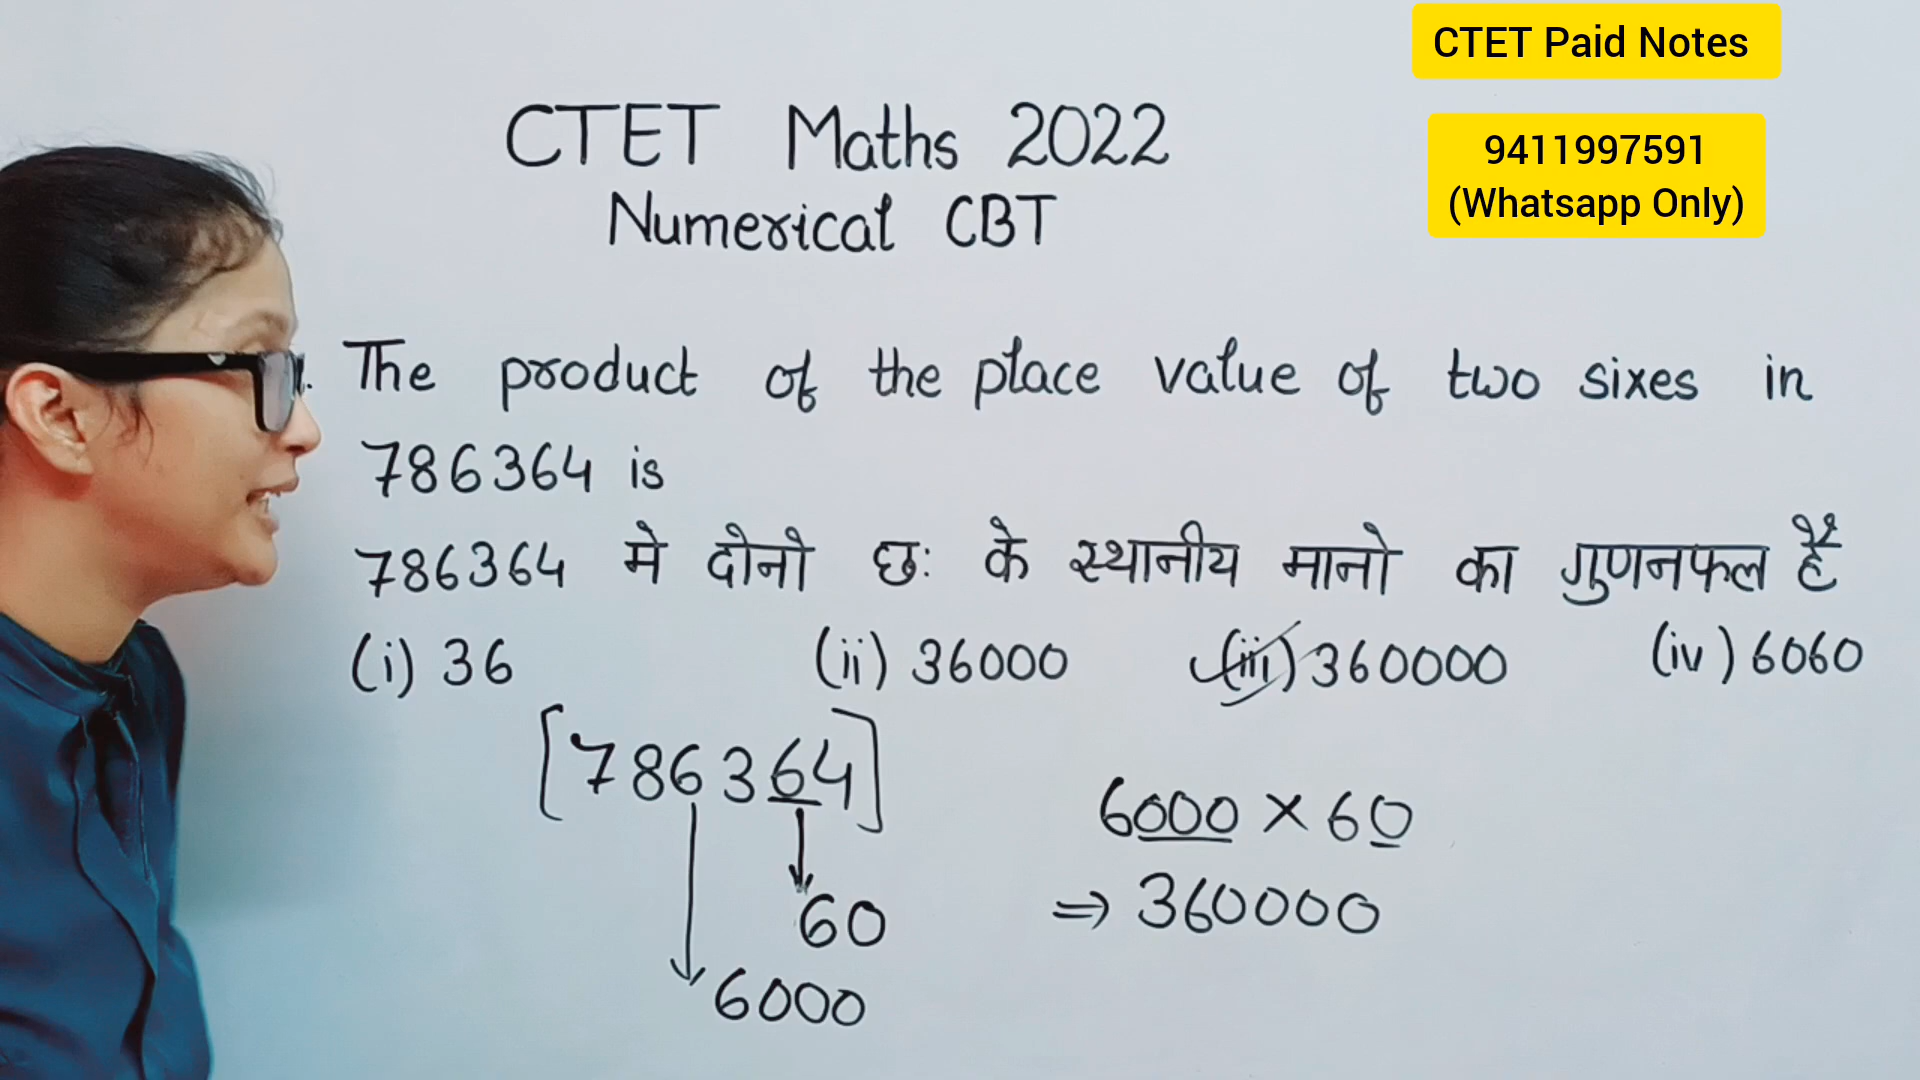 CTET Paid Notes
9411997591
(Whatsapp Only)
CTET Maths 2022
Numerical CBT
The product of the place value of two sixes in
786364 is
786364 मे दोनो छः के स्थानीय मानो का गुणनफल है
(i) 36 (ii) 36000 (iii) 360000 (iv) 6060
[786364]
6000 × 60
60
⇒ 360000
6000